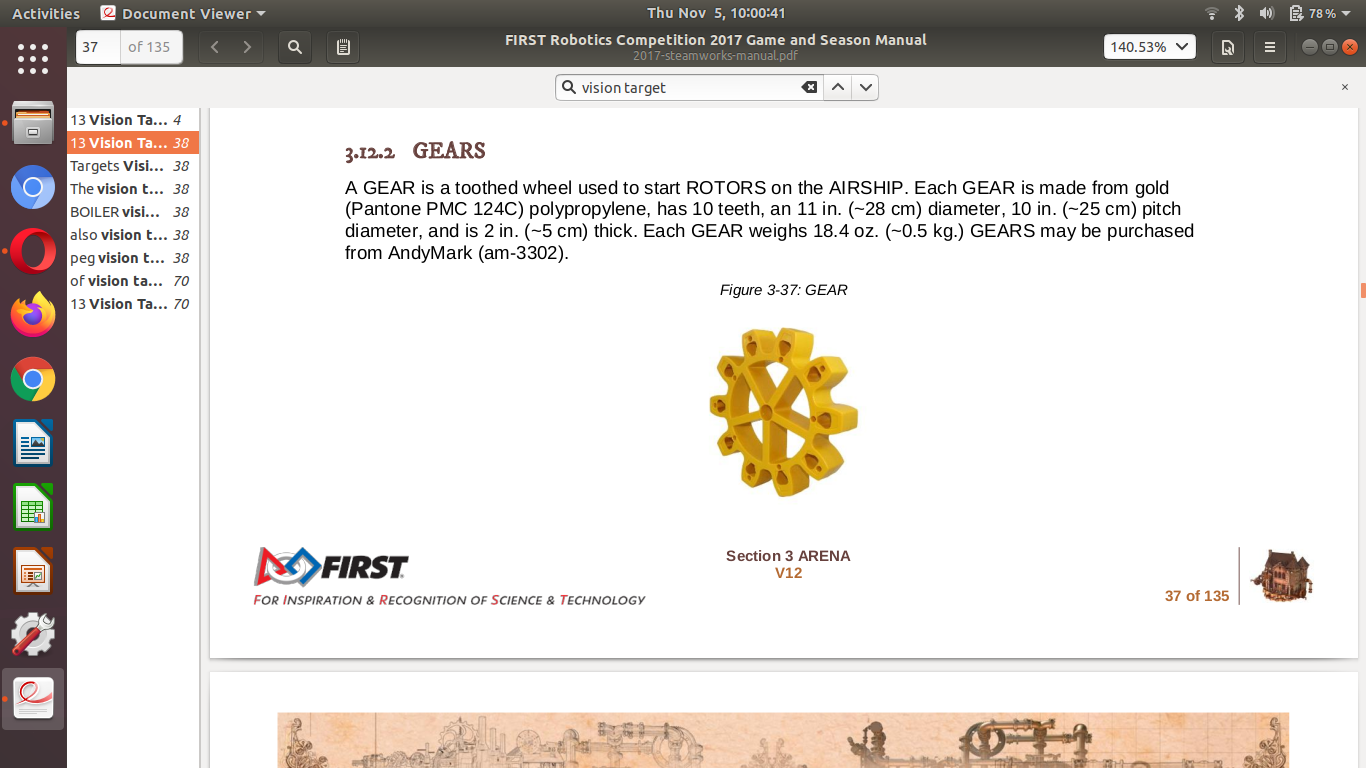 Activities
Document Viewer
Thu Nov 5, 10:00:41
78 %
37 of 135
FIRST Robotics Competition 2017 Game and Season Manual
2017-steamworks-manual.pdf
140.53%
vision target
13 Vision Ta... 4
13 Vision Ta... 38
Targets Visi... 38
The vision t... 38
BOILER visi... 38
also vision t... 38
peg vision t... 38
of vision ta... 70
13 Vision Ta... 70
3.12.2 GEARS
A GEAR is a toothed wheel used to start ROTORS on the AIRSHIP. Each GEAR is made from gold
(Pantone PMC 124C) polypropylene, has 10 teeth, an 11 in. (~28 cm) diameter, 10 in. (~25 cm) pitch
diameter, and is 2 in. (~5 cm) thick. Each GEAR weighs 18.4 oz. (~0.5 kg.) GEARS may be purchased
from AndyMark (am-3302).
Figure 3-37: GEAR
FIRST
FOR INSPIRATION & RECOGNITION OF SCIENCE & TECHNOLOGY
Section 3 ARENA
V12
37 of 135